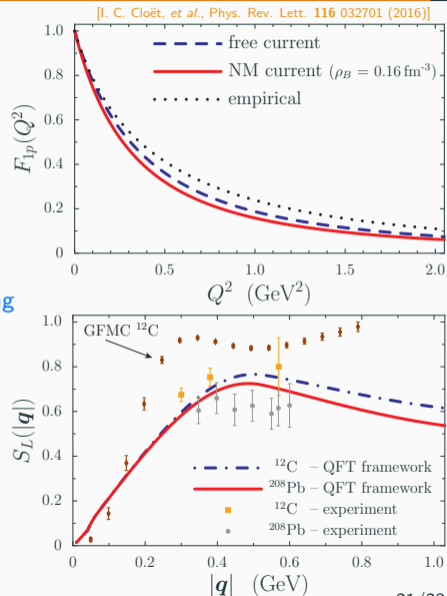 [I. C. Cloët, et al., Phys. Rev. Lett. 116 032701 (2016)]
1.0
0.8
0.6
0.4
0.2
0
F₁ₚ(Q²)
free current
NM current (ρ_B = 0.16 fm⁻³)
empirical
0 0.5 1.0 1.5 2.0
Q² (GeV²)
1.0
0.8
0.6
0.4
0.2
0
S_L(|q|)
GFMC ¹²C
¹²C – QFT framework
²⁰⁸Pb – QFT framework
¹²C – experiment
²⁰⁸Pb – experiment
0 0.2 0.4 0.6 0.8 1.0
|q| (GeV)